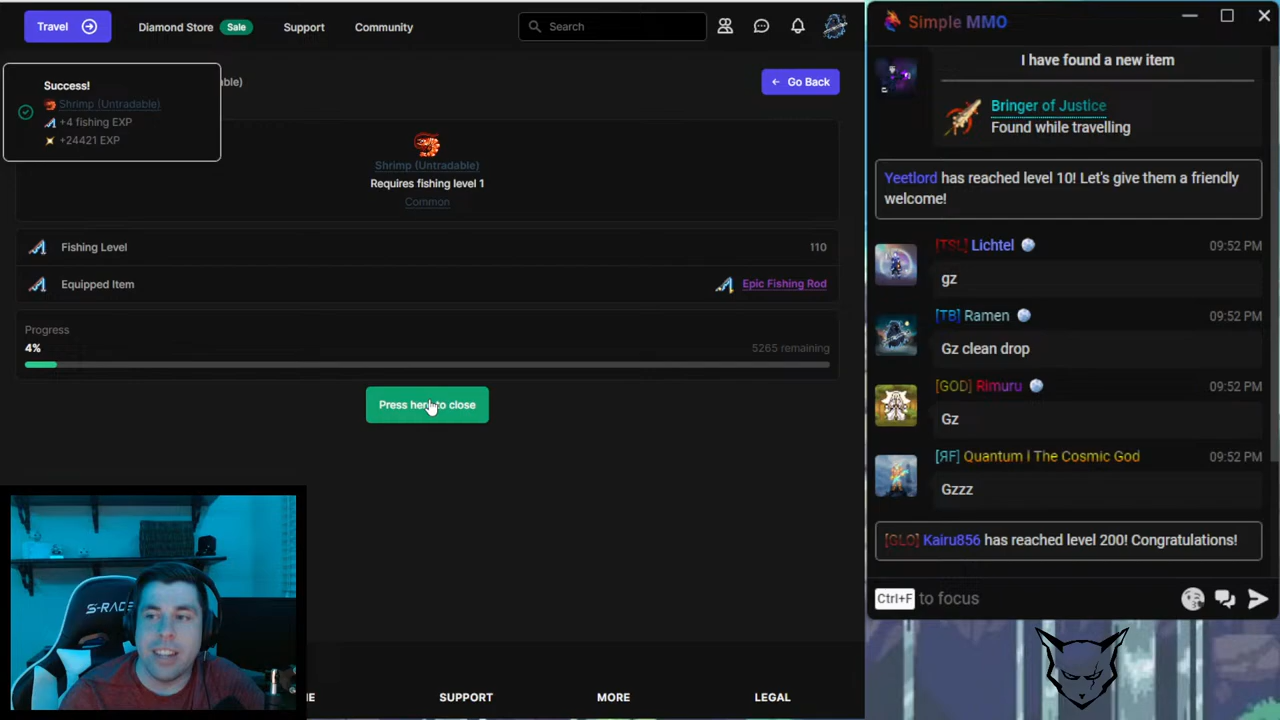 Travel
Diamond Store Sale
Support
Community
Search
Success!
Shrimp (Untradable)
+4 fishing EXP
+24421 EXP
able)
Go Back
Shrimp (Untradable)
Requires fishing level 1
Common
Fishing Level 110
Equipped Item Epic Fishing Rod
Progress
4% 5265 remaining
Press here to close
S-RACE
SUPPORT
MORE
LEGAL
Simple MMO
I have found a new item
Bringer of Justice
Found while travelling
Yeetlord has reached level 10! Let's give them a friendly
welcome!
[TSL] Lichtel 09:52 PM
gz
[TB] Ramen 09:52 PM
Gz clean drop
[GOD] Rimuru 09:52 PM
Gz
[ЯF] Quantum | The Cosmic God 09:52 PM
Gzzz
[GLO] Kairu856 has reached level 200! Congratulations!
Ctrl+F to focus